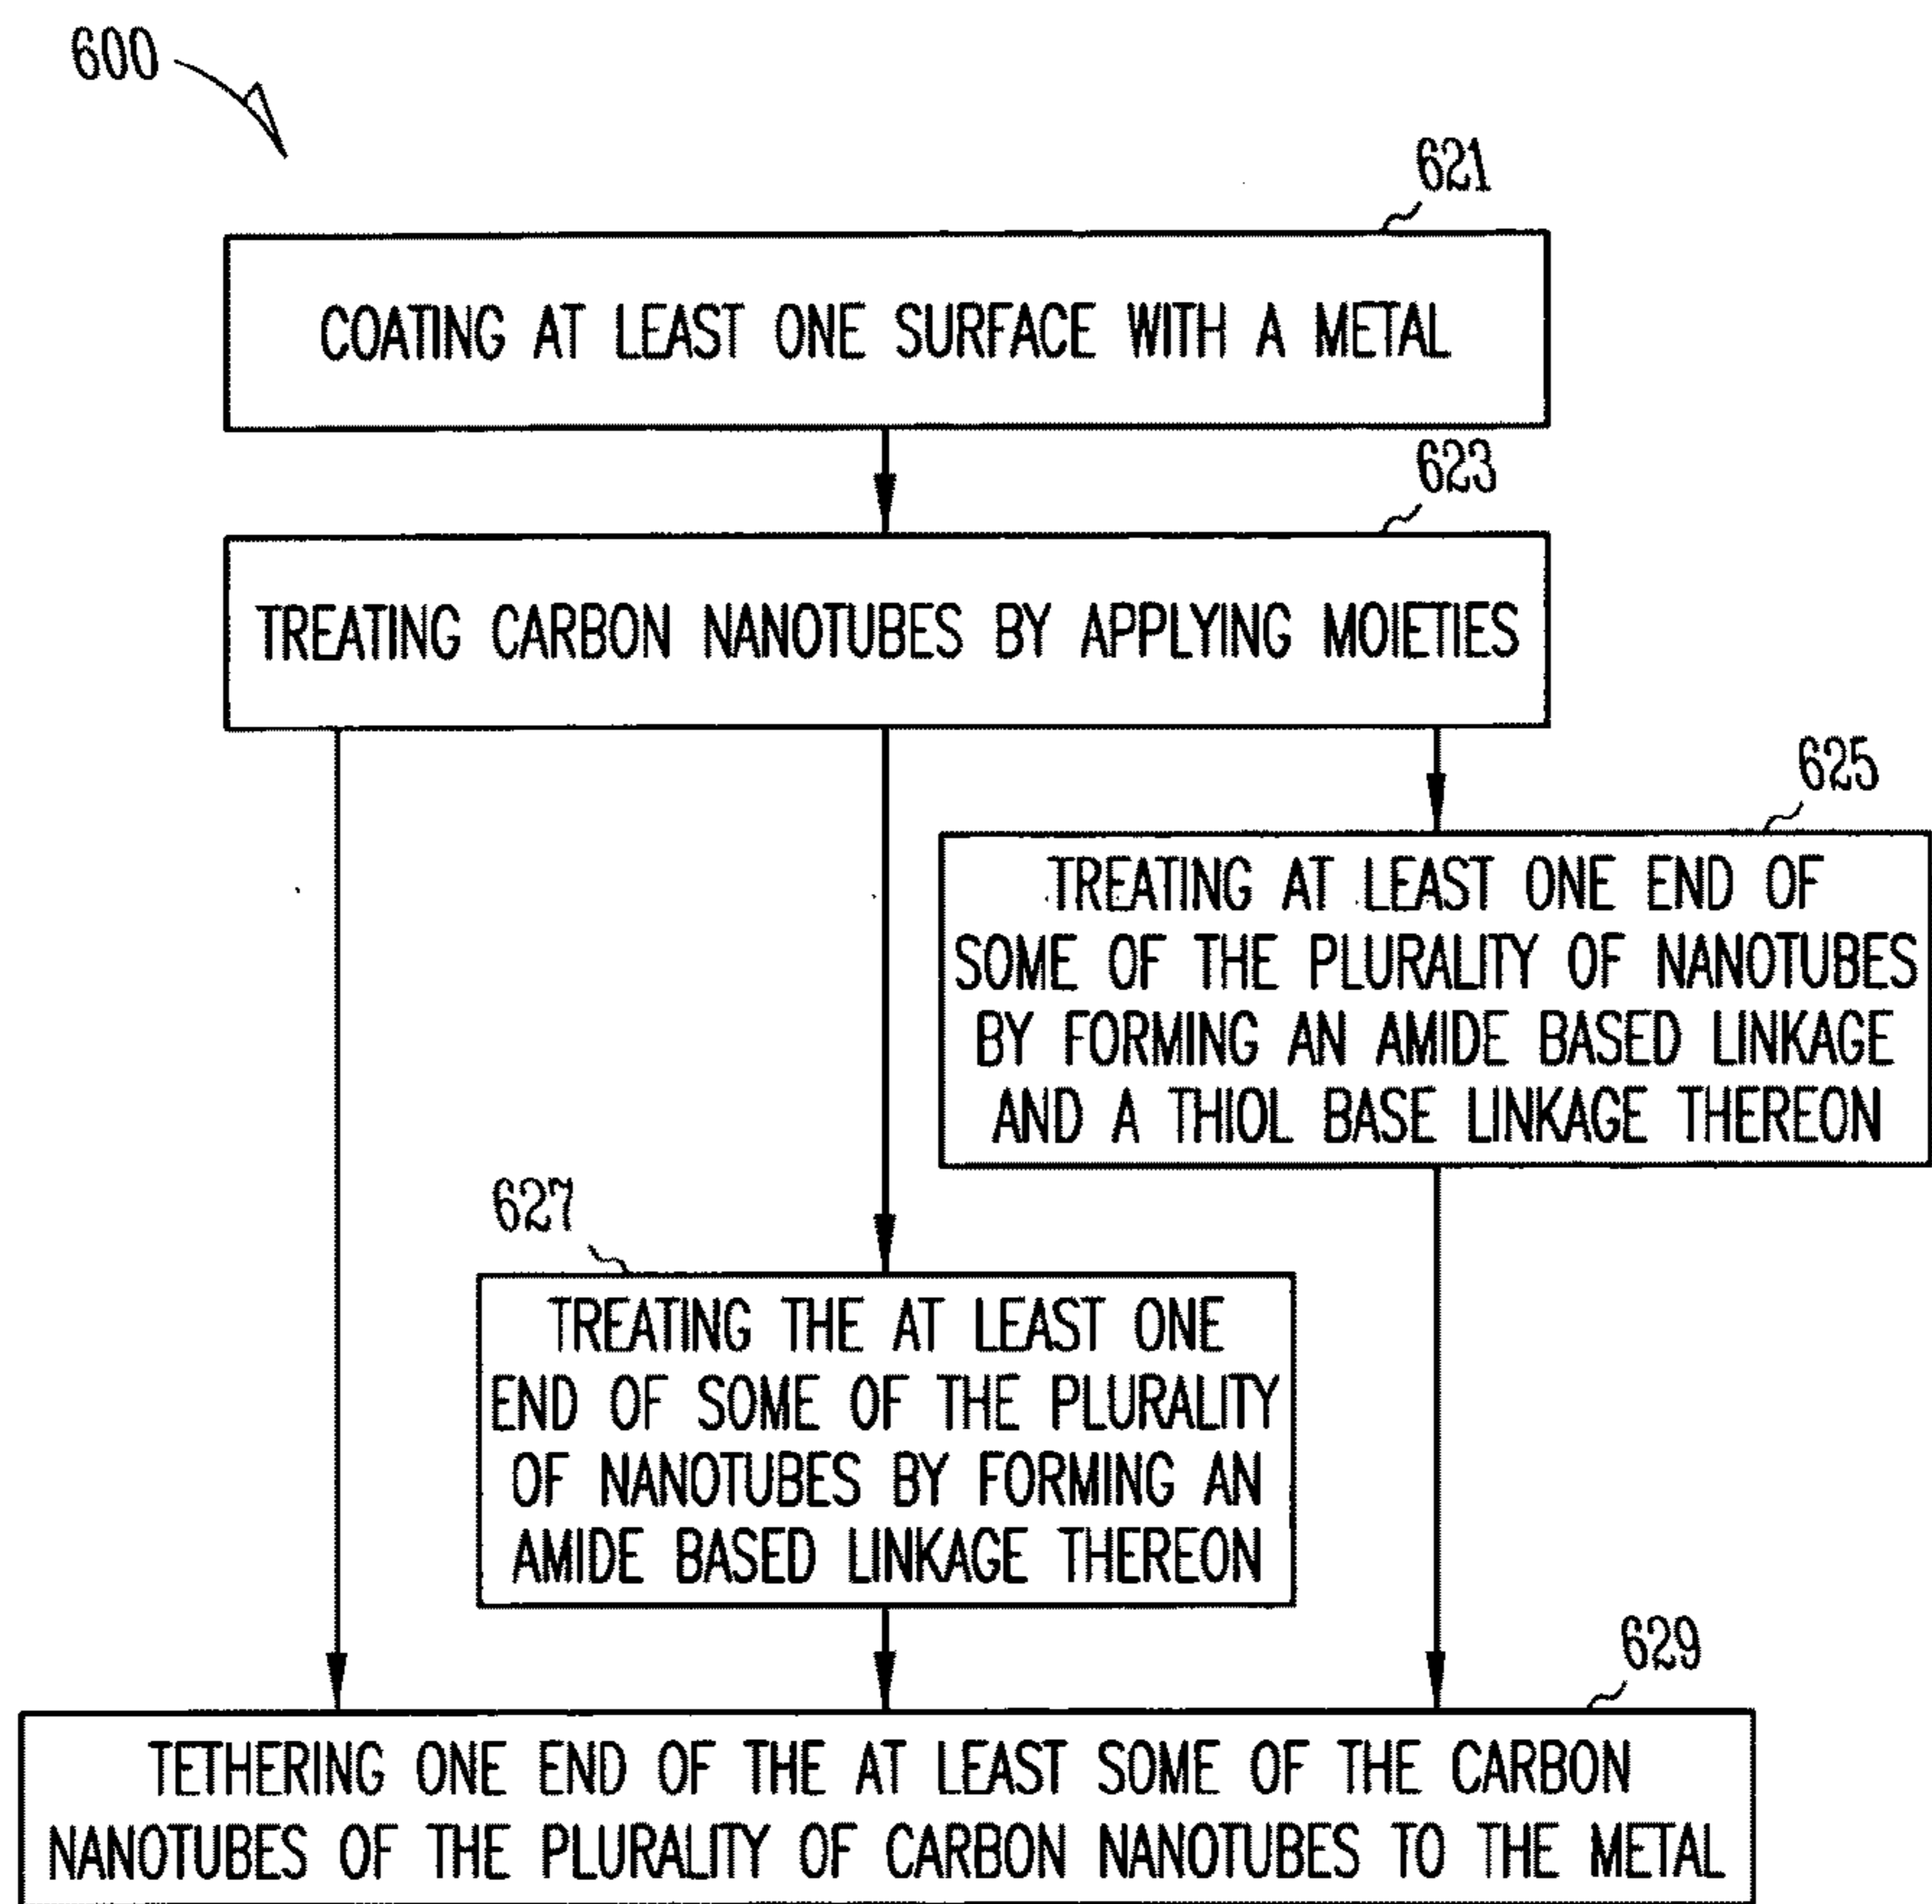 600
621
COATING AT LEAST ONE SURFACE WITH A METAL
623
TREATING CARBON NANOTUBES BY APPLYING MOIETIES
625
TREATING AT LEAST ONE END OF
SOME OF THE PLURALITY OF NANOTUBES
BY FORMING AN AMIDE BASED LINKAGE
AND A THIOL BASE LINKAGE THEREON
627
TREATING THE AT LEAST ONE
END OF SOME OF THE PLURALITY
OF NANOTUBES BY FORMING AN
AMIDE BASED LINKAGE THEREON
629
TETHERING ONE END OF THE AT LEAST SOME OF THE CARBON
NANOTUBES OF THE PLURALITY OF CARBON NANOTUBES TO THE METAL